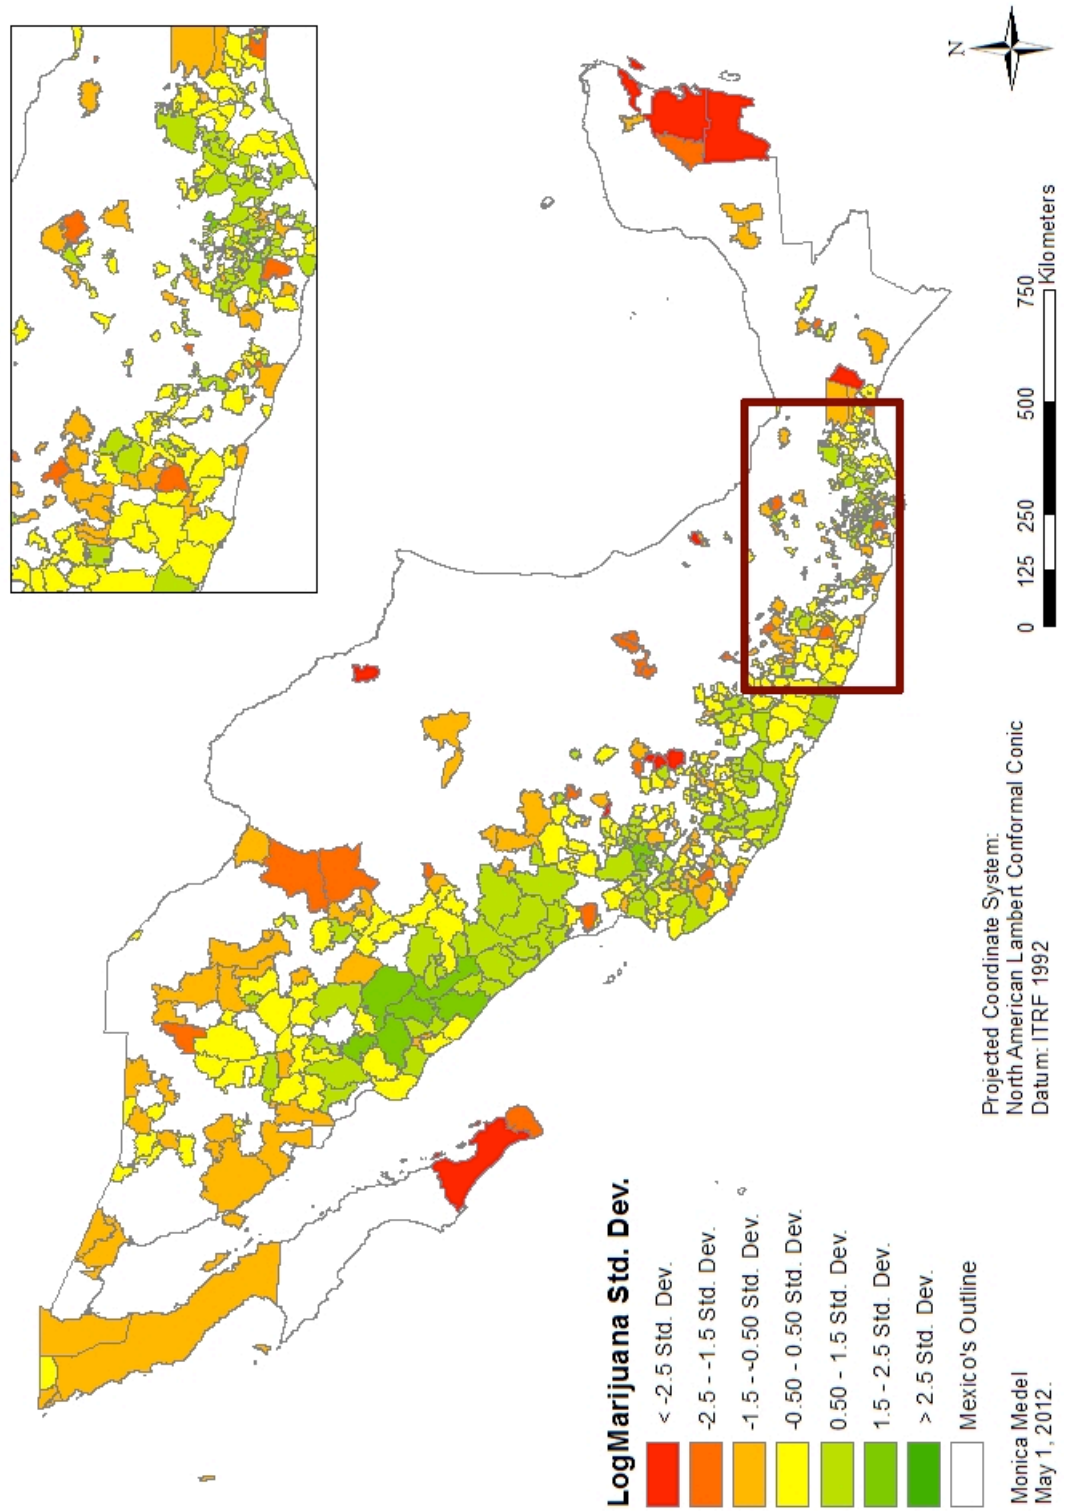 N
LogMarijuana Std. Dev.
< -2.5 Std. Dev.
-2.5 - -1.5 Std. Dev.
-1.5 - -0.50 Std. Dev.
-0.50 - 0.50 Std. Dev.
0.50 - 1.5 Std. Dev.
1.5 - 2.5 Std. Dev.
> 2.5 Std. Dev.
Mexico's Outline
Monica Medel
May 1, 2012.
Projected Coordinate System:
North American Lambert Conformal Conic
Datum: ITRF 1992
0 125 250 500 750
Kilometers